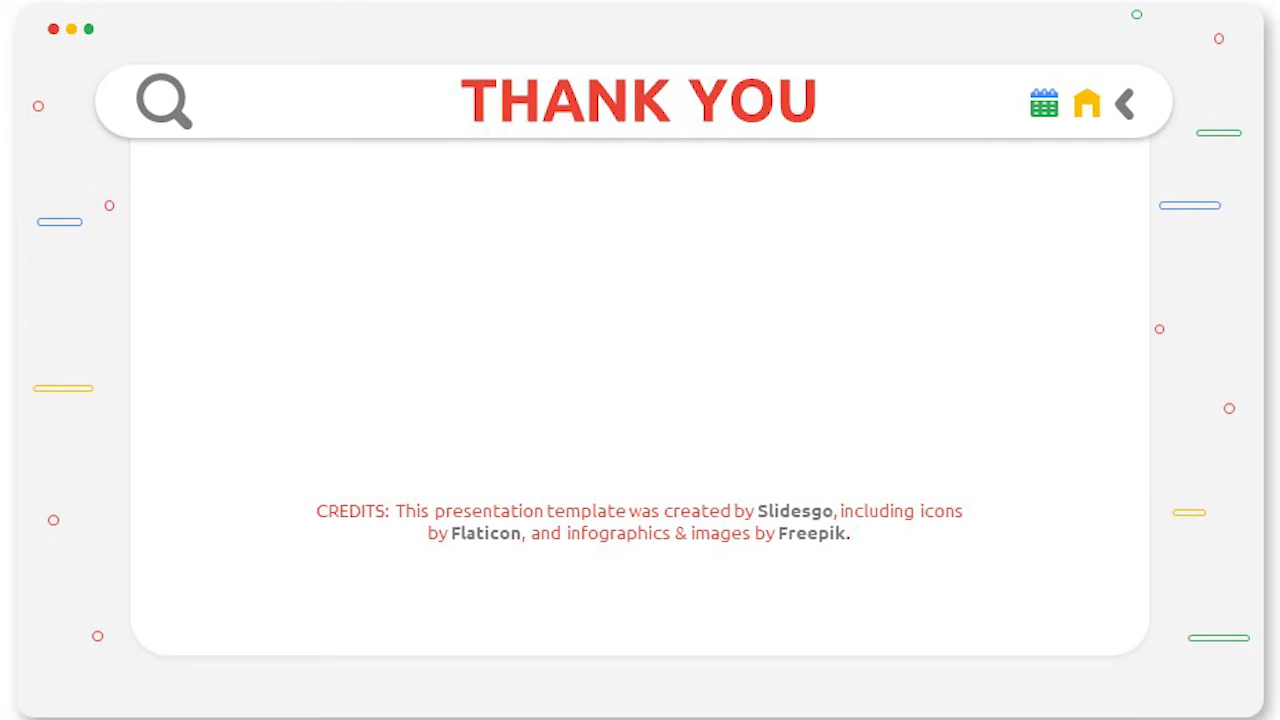 THANK YOU
CREDITS: This presentation template was created by Slidesgo, including icons
by Flaticon, and infographics & images by Freepik.